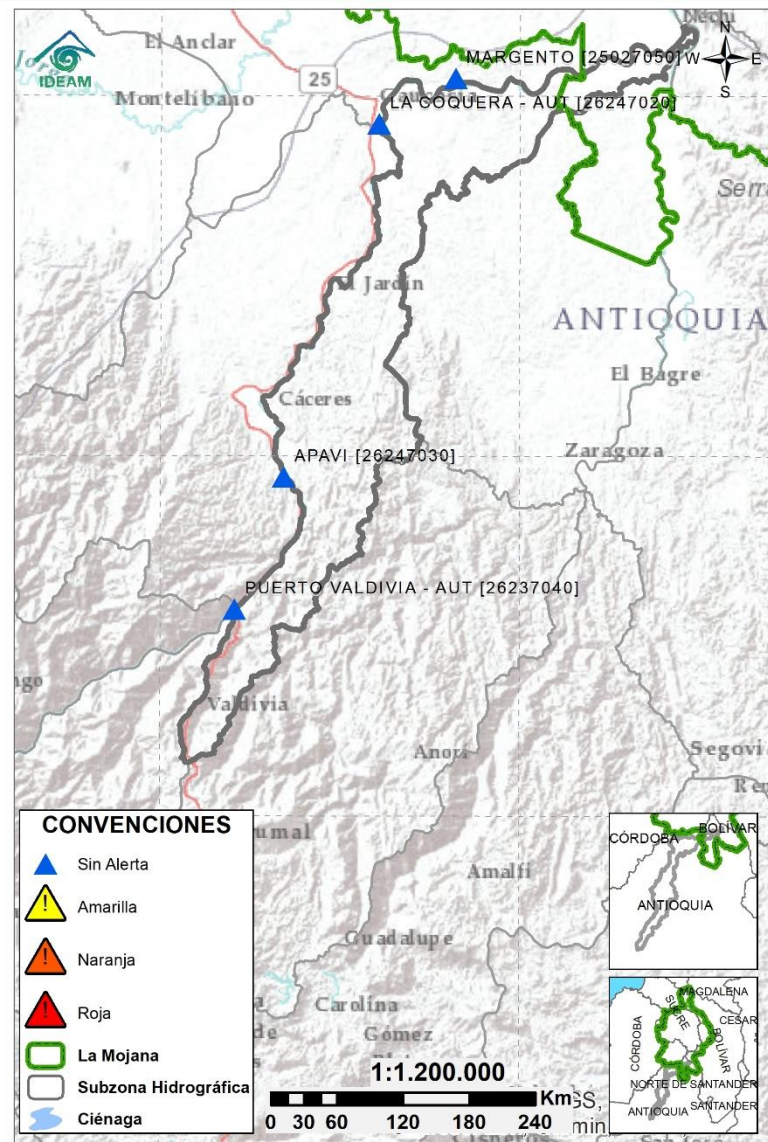 IDEAM
El Anclar
Nechí
N
W E
S
MARGENTO [25027050]
25
Montelíbano
Caucasia
LA COQUERA - AUT [26247020]
El Jardín
ANTIOQUIA
El Bagre
Cáceres
Zaragoza
APAVI [26247030]
PUERTO VALDIVIA - AUT [26237040]
Valdivia
Anorí
Amalfi
Guadalupe
Carolina
Gómez
CONVENCIONES
Sin Alerta
! Amarilla
! Naranja
! Roja
La Mojana
Subzona Hidrográfica
Ciénaga
1:1.200.000
Km
0 30 60 120 180 240
CÓRDOBA
BOLÍVAR
ANTIOQUIA
MAGDALENA
SUCRE
CESAR
CÓRDOBA
BOLÍVAR
NORTE DE SANTANDER
ANTIOQUIA
SANTANDER